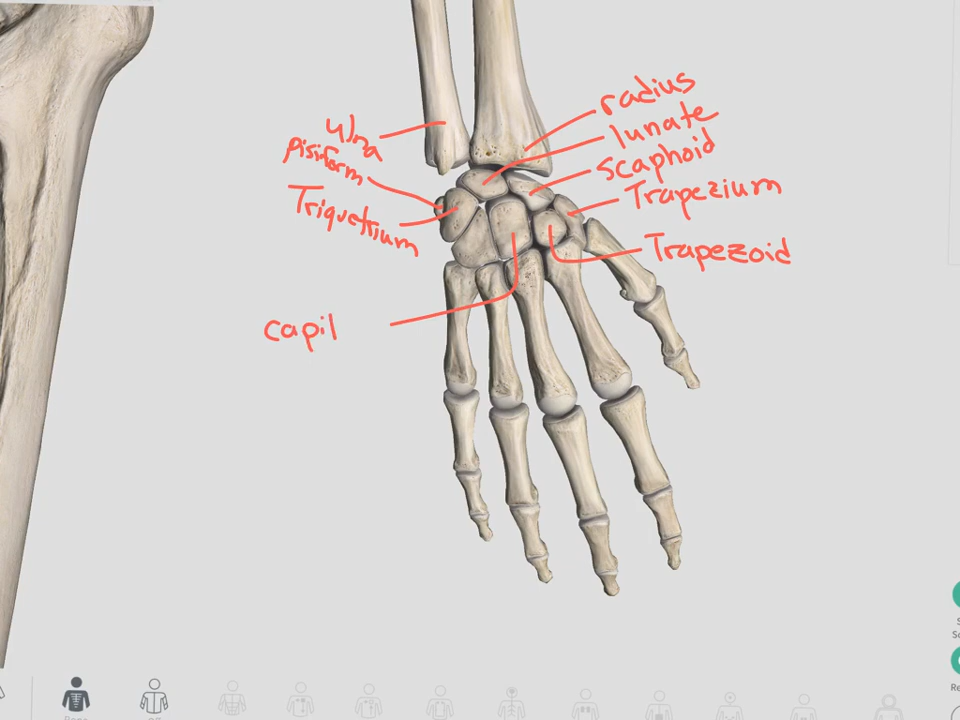 radius
lunate
scaphoid
Trapezium
Trapezoid
Ulna
pisiform
Triquetrium
capil